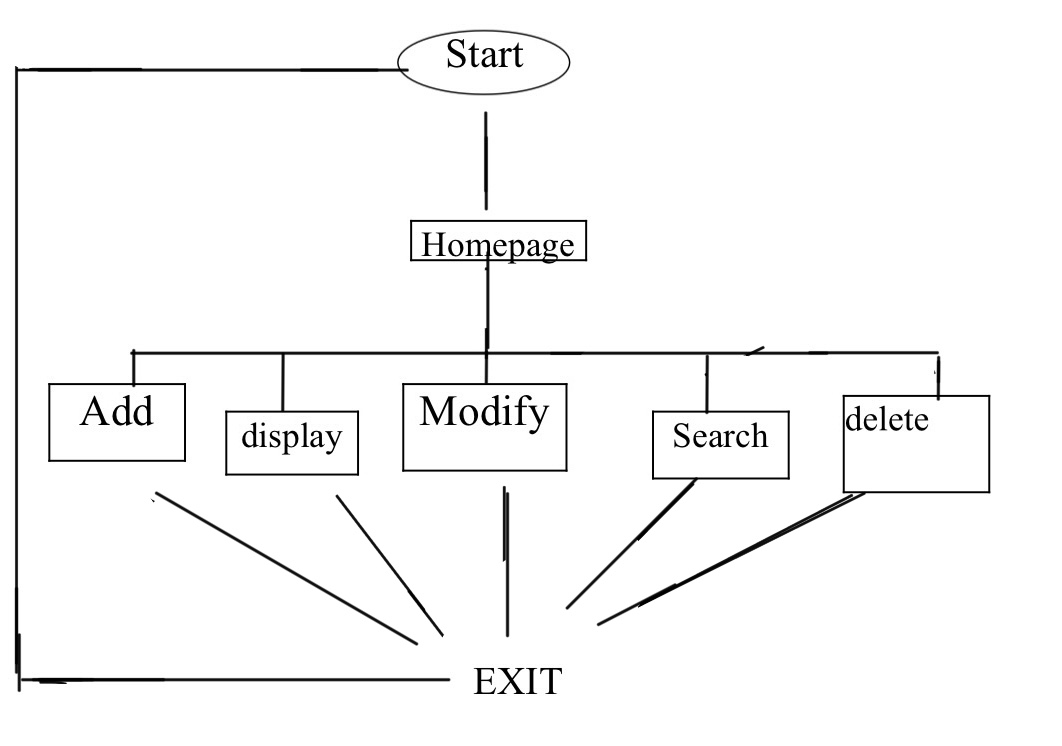 Start
Homepage
Add
display
Modify
Search
delete
EXIT